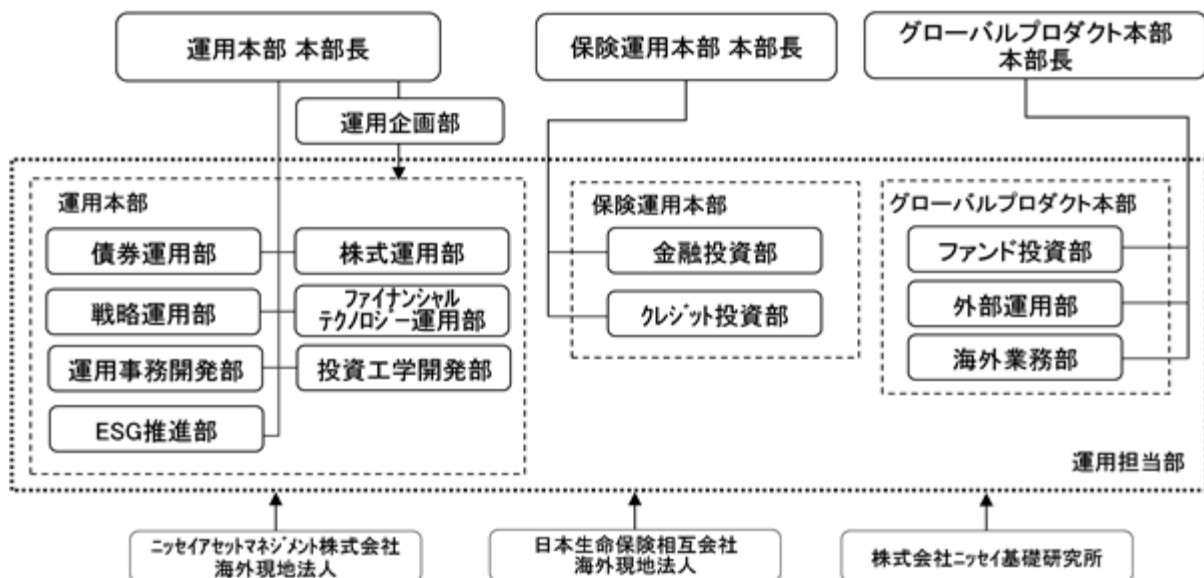 運用本部 本部長
保険運用本部 本部長
グローバルプロダクト本部
本部長
運用企画部
運用本部
債券運用部
株式運用部
戦略運用部
ファイナンシャル
テクノロジー運用部
運用事務開発部
投資工学開発部
ESG推進部
保険運用本部
金融投資部
クレジット投資部
グローバルプロダクト本部
ファンド投資部
外部運用部
海外業務部
運用担当部
ニッセイアセットマネジメント株式会社
海外現地法人
日本生命保険相互会社
海外現地法人
株式会社ニッセイ基礎研究所